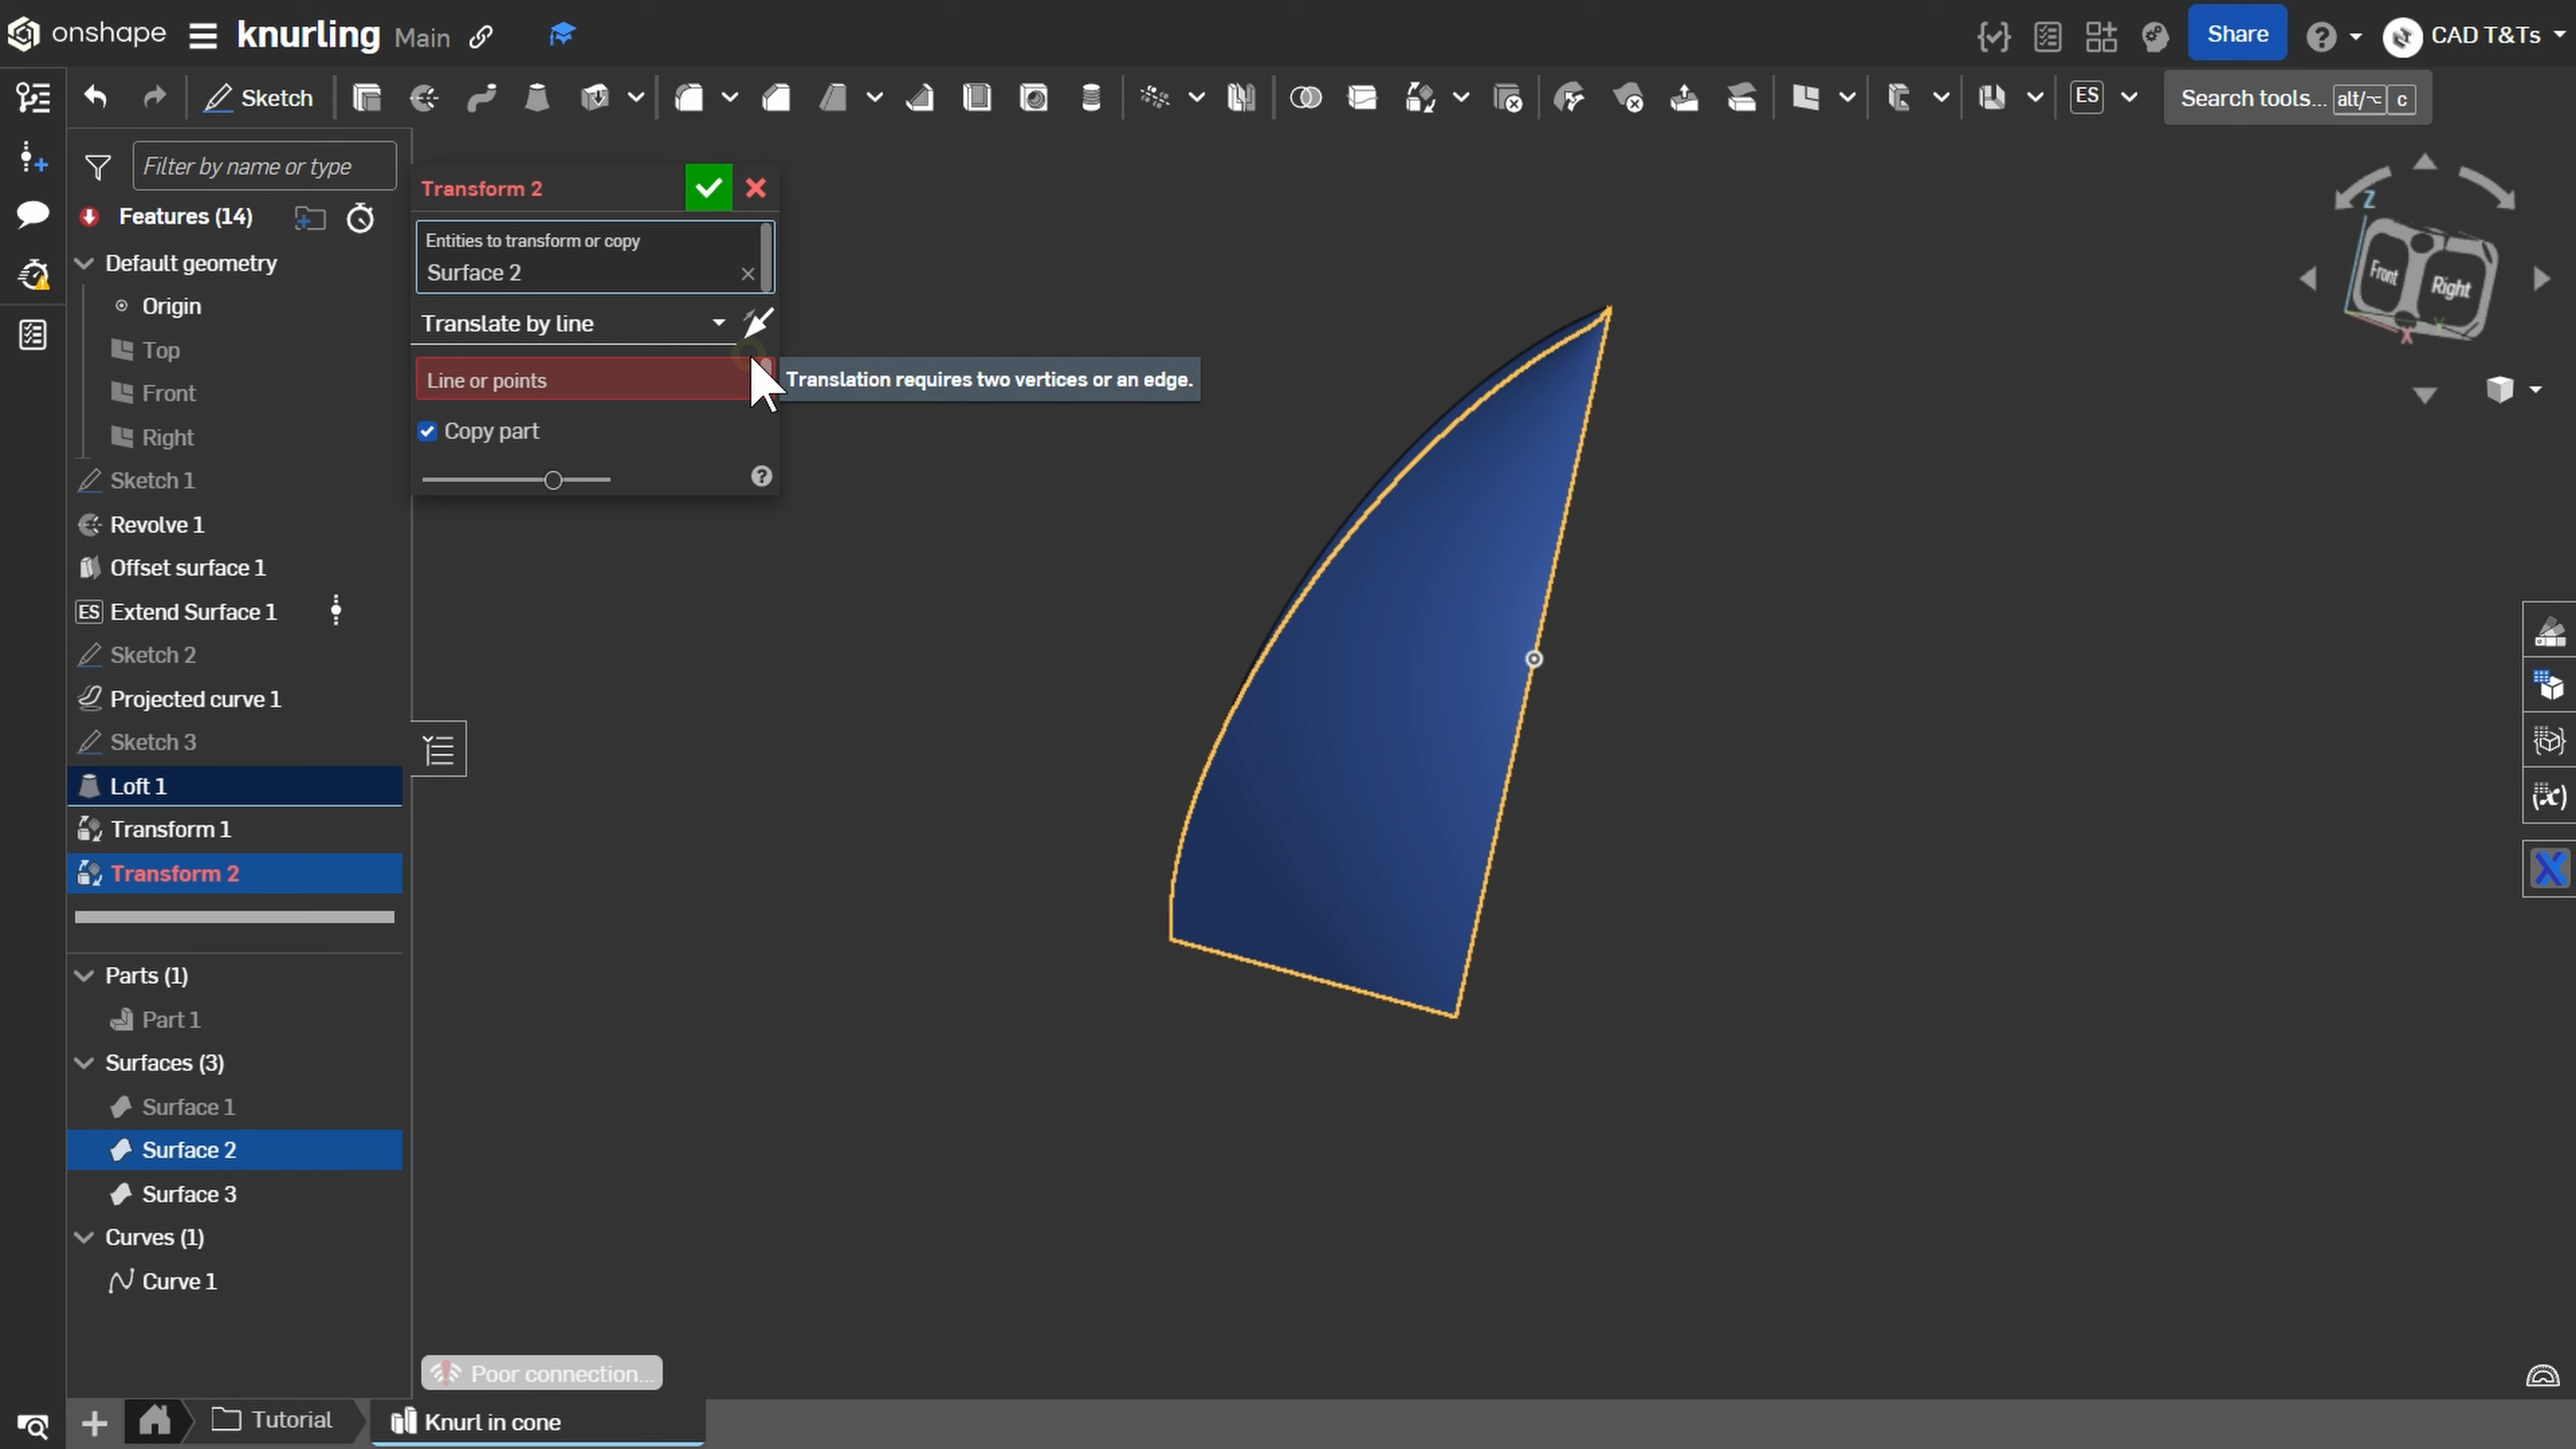 onshape knurling Main Share CAD T&Ts
Sketch ES Search tools... alt/⌥ c
Filter by name or type
Features (14)
Default geometry
Origin
Top
Front
Right
Sketch 1
Revolve 1
Offset surface 1
ES Extend Surface 1
Sketch 2
Projected curve 1
Sketch 3
Loft 1
Transform 1
Transform 2
Parts (1)
Part 1
Surfaces (3)
Surface 1
Surface 2
Surface 3
Curves (1)
Curve 1
Transform 2
Entities to transform or copy
Surface 2
Translate by line
Line or points
Translation requires two vertices or an edge.
Copy part
Z
Front
Right
X
Y
(x)
X
Poor connection...
Tutorial
Knurl in cone